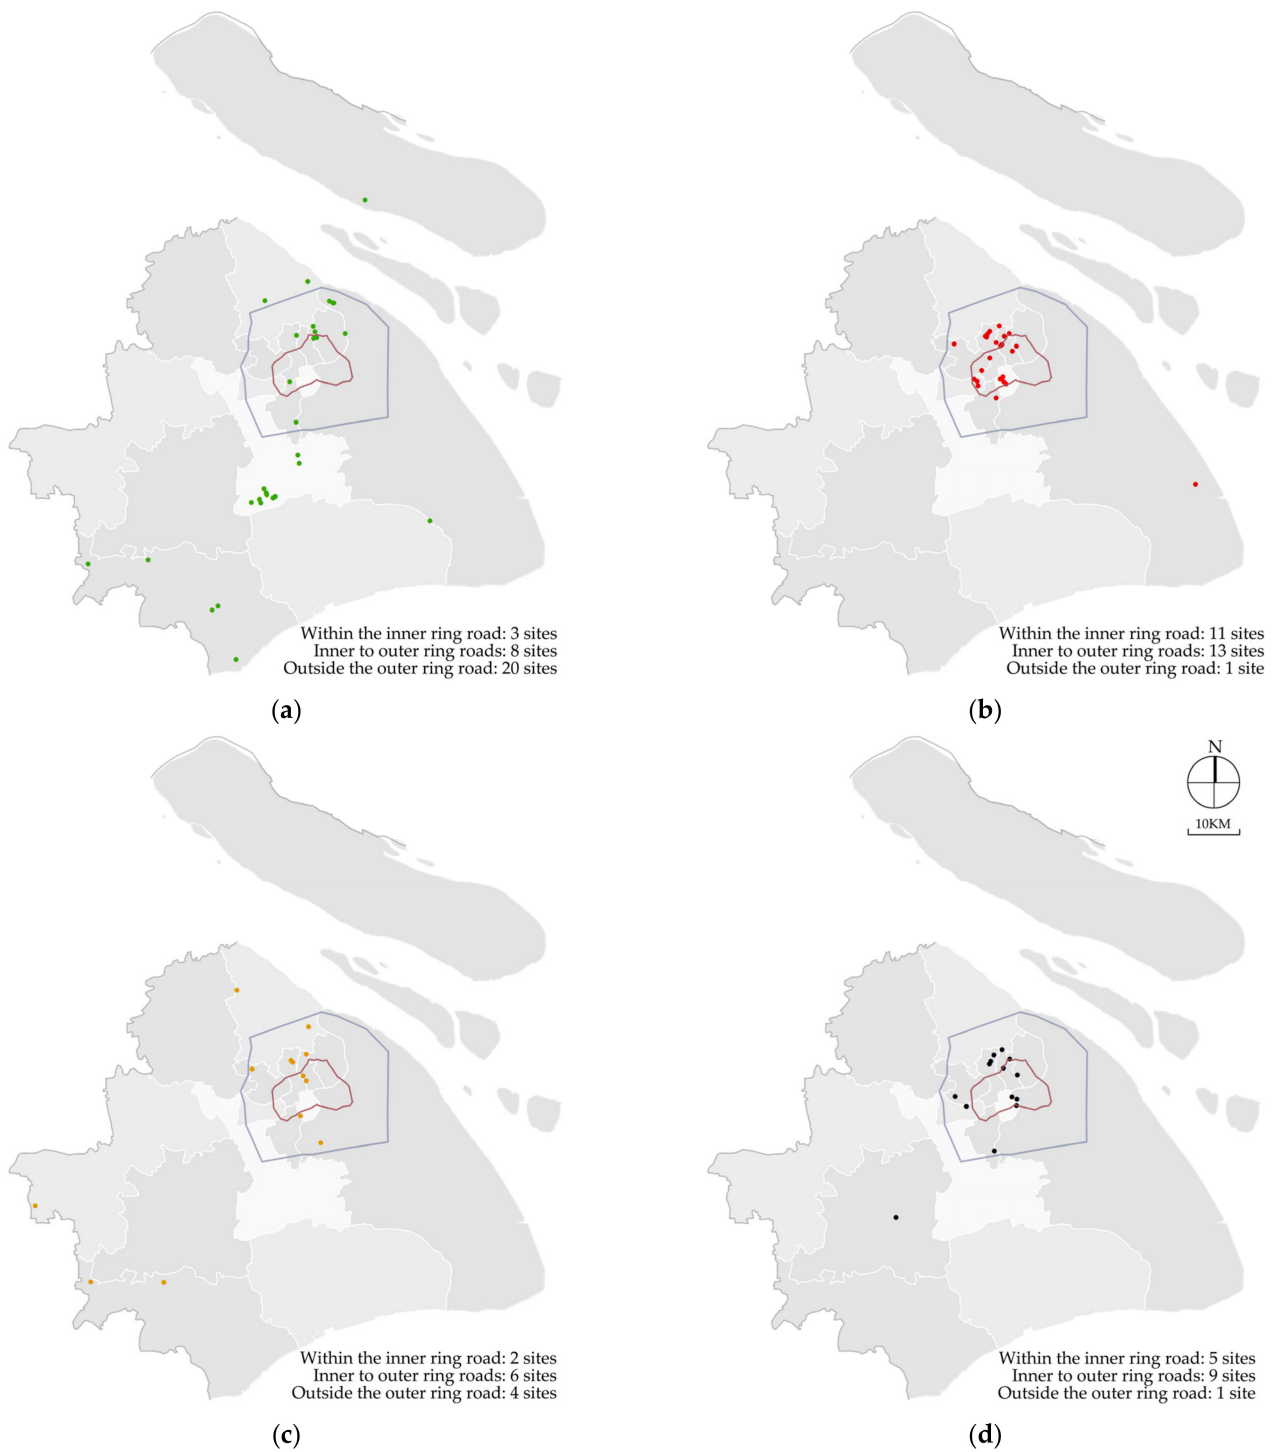 Within the inner ring road: 3 sites
Inner to outer ring roads: 8 sites
Outside the outer ring road: 20 sites
(a)
Within the inner ring road: 11 sites
Inner to outer ring roads: 13 sites
Outside the outer ring road: 1 site
(b)
N
10KM
Within the inner ring road: 2 sites
Inner to outer ring roads: 6 sites
Outside the outer ring road: 4 sites
(c)
Within the inner ring road: 5 sites
Inner to outer ring roads: 9 sites
Outside the outer ring road: 1 site
(d)